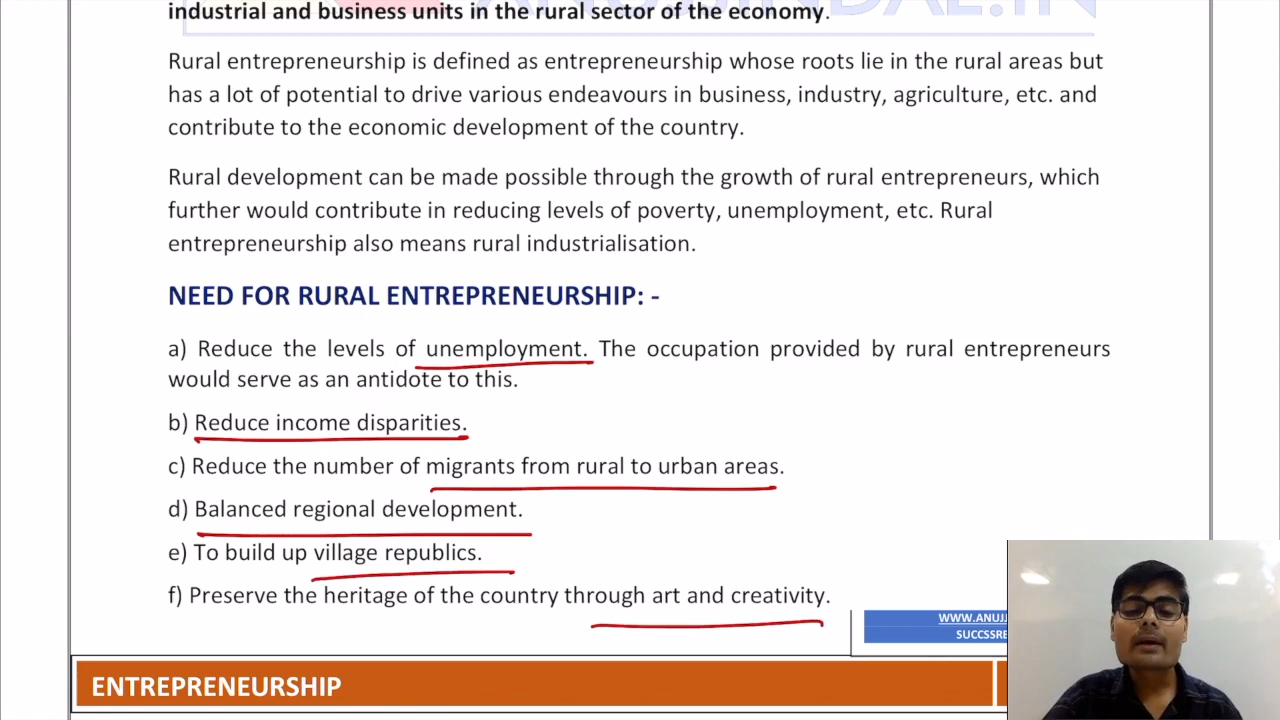 industrial and business units in the rural sector of the economy.
Rural entrepreneurship is defined as entrepreneurship whose roots lie in the rural areas but
has a lot of potential to drive various endeavours in business, industry, agriculture, etc. and
contribute to the economic development of the country.
Rural development can be made possible through the growth of rural entrepreneurs, which
further would contribute in reducing levels of poverty, unemployment, etc. Rural
entrepreneurship also means rural industrialisation.
NEED FOR RURAL ENTREPRENEURSHIP: -
a) Reduce the levels of unemployment. The occupation provided by rural entrepreneurs
would serve as an antidote to this.
b) Reduce income disparities.
c) Reduce the number of migrants from rural to urban areas.
d) Balanced regional development.
e) To build up village republics.
f) Preserve the heritage of the country through art and creativity.
WWW.ANUJ
SUCCSSRE
ENTREPRENEURSHIP